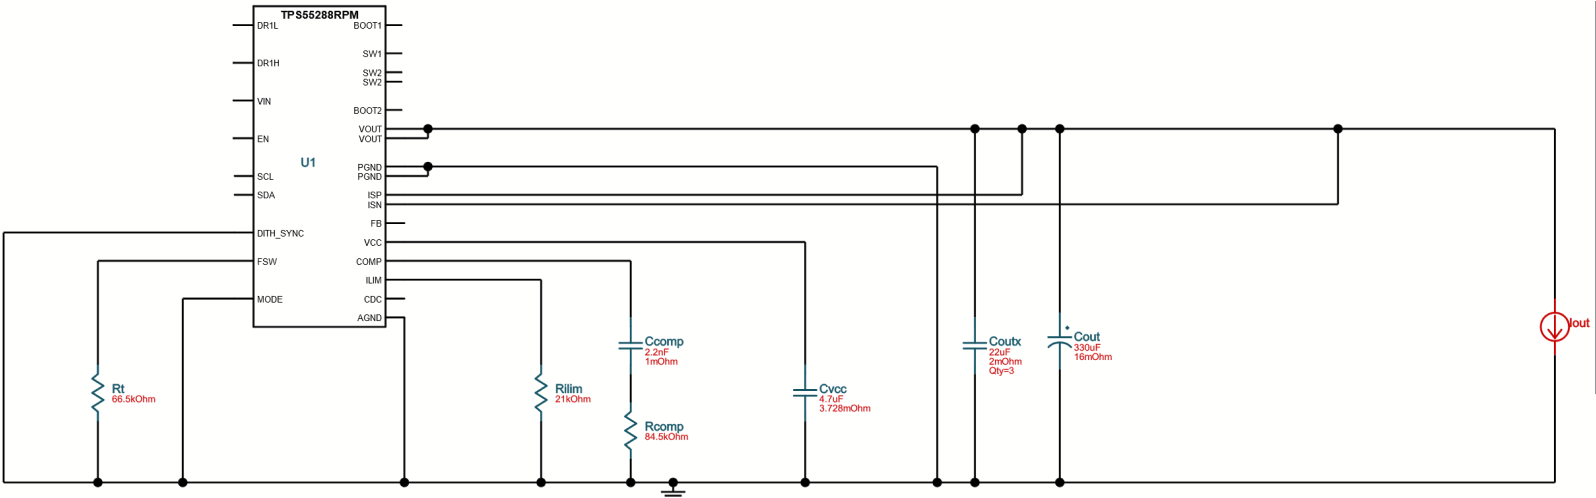 TPS55288RPM
DR1L
BOOT1
SW1
DR1H
SW2
SW2
VIN
BOOT2
VOUT
VOUT
EN
U1
PGND
PGND
SCL
SDA
ISP
ISN
FB
DITH_SYNC
VCC
FSW
COMP
ILIM
MODE
CDC
AGND
Iout
Ccomp
2.2nF
1mOhm
Coutx
22uF
2mOhm
Qty=3
Cout
330uF
16mOhm
Rt
66.5kOhm
Rilim
21kOhm
Cvcc
4.7uF
3.728mOhm
Rcomp
84.5kOhm